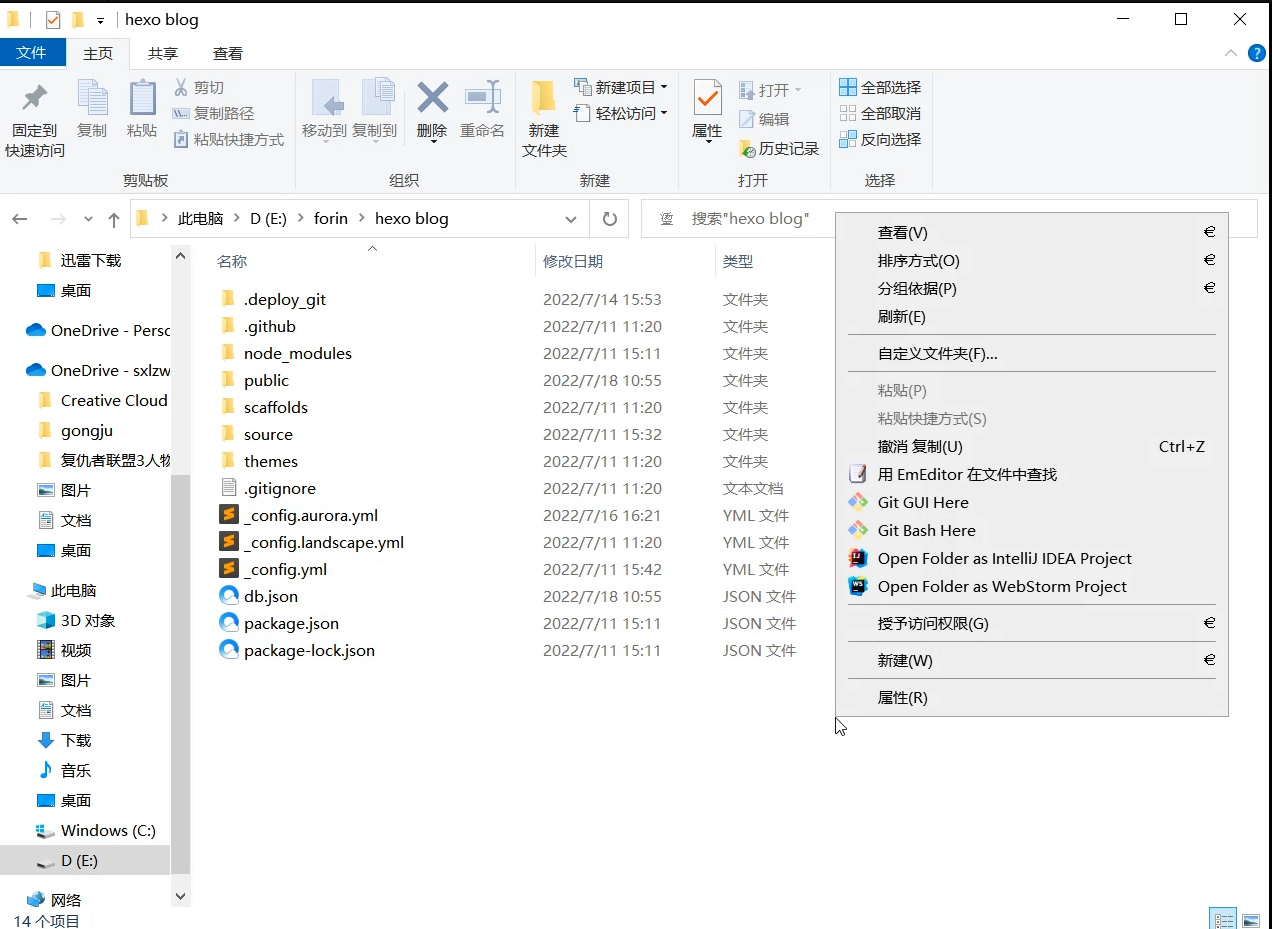 hexo blog
文件 主页 共享 查看
固定到快速访问
复制
粘贴
剪切
复制路径
粘贴快捷方式
剪贴板
移动到
复制到
删除
重命名
组织
新建文件夹
新建项目
轻松访问
新建
属性
打开
编辑
历史记录
打开
全部选择
全部取消
反向选择
选择
此电脑 > D (E:) > forin > hexo blog
搜索"hexo blog"
迅雷下载
桌面
OneDrive - Persc
OneDrive - sxlzw
Creative Cloud
gongju
复仇者联盟3人物
图片
文档
桌面
此电脑
3D 对象
视频
图片
文档
下载
音乐
桌面
Windows (C:)
D (E:)
网络
14 个项目
名称 修改日期 类型
.deploy_git 2022/7/14 15:53 文件夹
.github 2022/7/11 11:20 文件夹
node_modules 2022/7/11 15:11 文件夹
public 2022/7/18 10:55 文件夹
scaffolds 2022/7/11 11:20 文件夹
source 2022/7/11 15:32 文件夹
themes 2022/7/11 11:20 文件夹
.gitignore 2022/7/11 11:20 文本文档
_config.aurora.yml 2022/7/16 16:21 YML 文件
_config.landscape.yml 2022/7/11 11:20 YML 文件
_config.yml 2022/7/11 15:42 YML 文件
db.json 2022/7/18 10:55 JSON 文件
package.json 2022/7/11 15:11 JSON 文件
package-lock.json 2022/7/11 15:11 JSON 文件
查看(V)
排序方式(O)
分组依据(P)
刷新(E)
自定义文件夹(F)...
粘贴(P)
粘贴快捷方式(S)
撤消 复制(U) Ctrl+Z
用 EmEditor 在文件中查找
Git GUI Here
Git Bash Here
Open Folder as IntelliJ IDEA Project
Open Folder as WebStorm Project
授予访问权限(G)
新建(W)
属性(R)